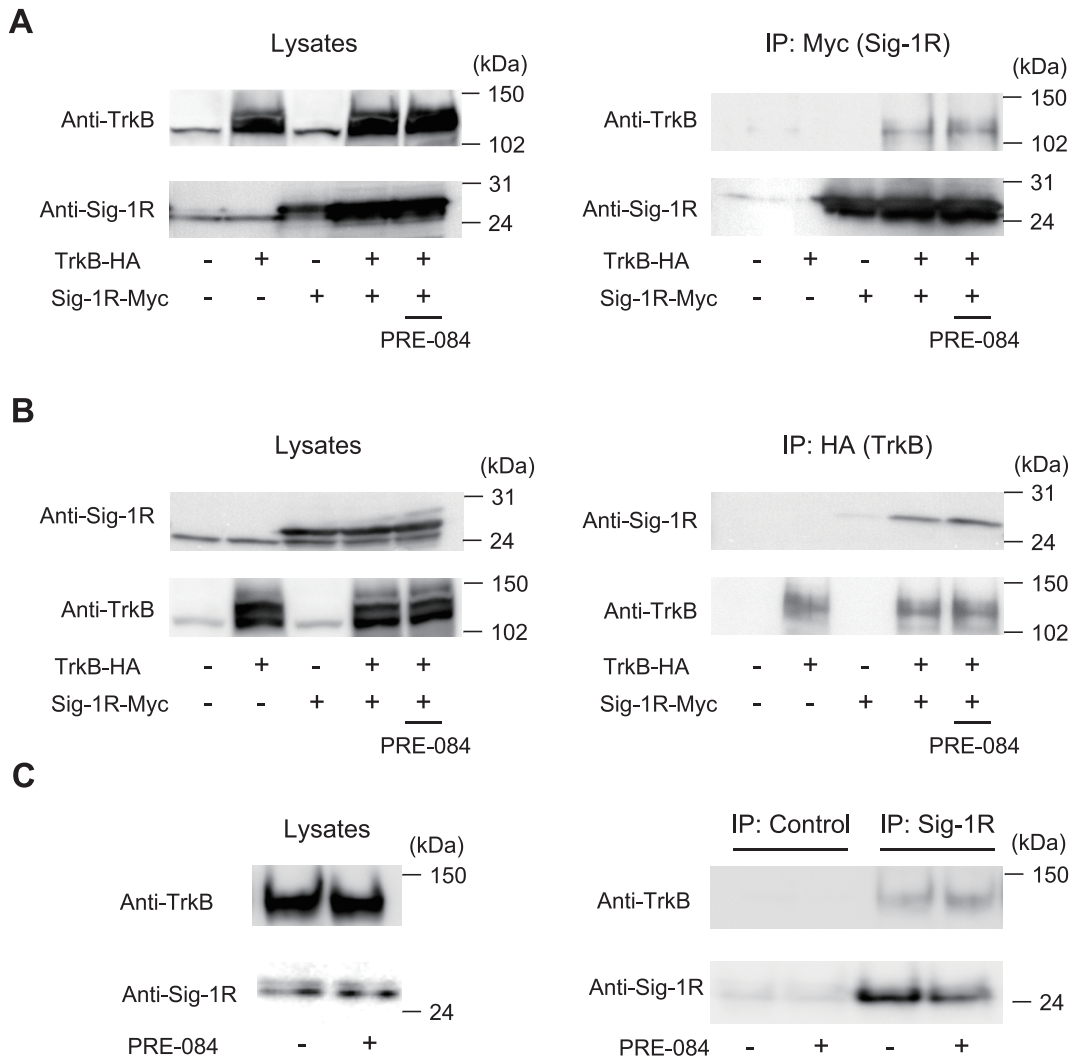 A
Lysates
(kDa)
Anti-TrkB
150
102
Anti-Sig-1R
31
24
TrkB-HA - + - + +
Sig-1R-Myc - - + + +
PRE-084
IP: Myc (Sig-1R)
(kDa)
Anti-TrkB
150
102
Anti-Sig-1R
31
24
TrkB-HA - + - + +
Sig-1R-Myc - - + + +
PRE-084
B
Lysates
(kDa)
Anti-Sig-1R
31
24
Anti-TrkB
150
102
TrkB-HA - + - + +
Sig-1R-Myc - - + + +
PRE-084
IP: HA (TrkB)
(kDa)
Anti-Sig-1R
31
24
Anti-TrkB
150
102
TrkB-HA - + - + +
Sig-1R-Myc - - + + +
PRE-084
C
Lysates
(kDa)
Anti-TrkB
150
Anti-Sig-1R
24
PRE-084 - +
IP: Control IP: Sig-1R
(kDa)
Anti-TrkB
150
Anti-Sig-1R
24
PRE-084 - + - +